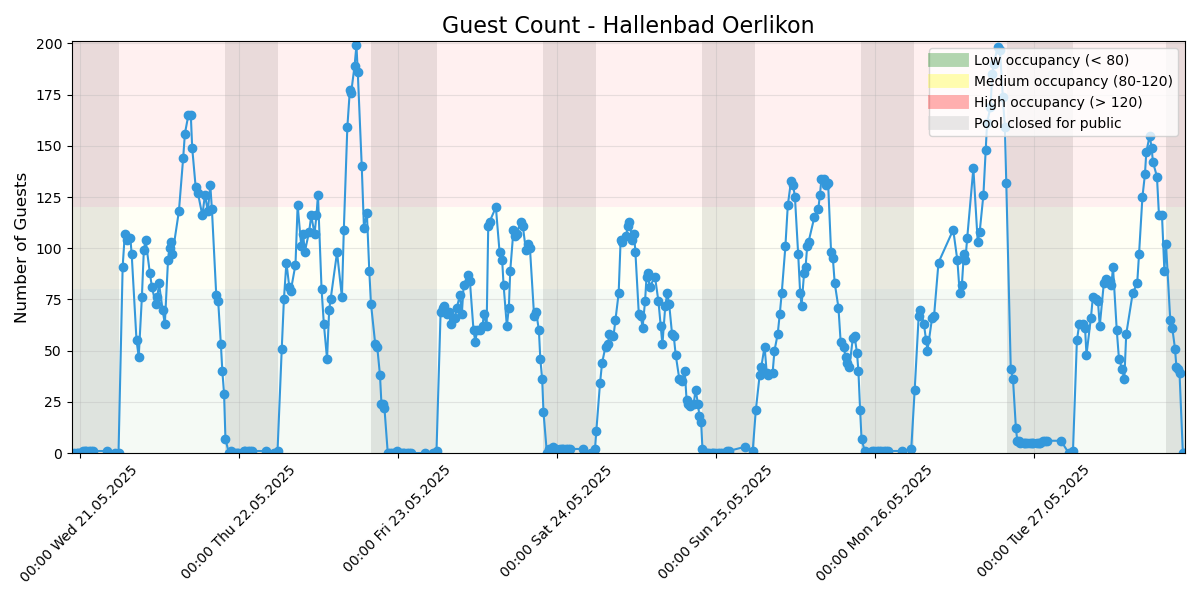 Guest Count - Hallenbad Oerlikon
Number of Guests
200
175
150
125
100
75
50
25
0
Low occupancy (< 80)
Medium occupancy (80-120)
High occupancy (> 120)
Pool closed for public
00:00 Wed 21.05.2025
00:00 Thu 22.05.2025
00:00 Fri 23.05.2025
00:00 Sat 24.05.2025
00:00 Sun 25.05.2025
00:00 Mon 26.05.2025
00:00 Tue 27.05.2025